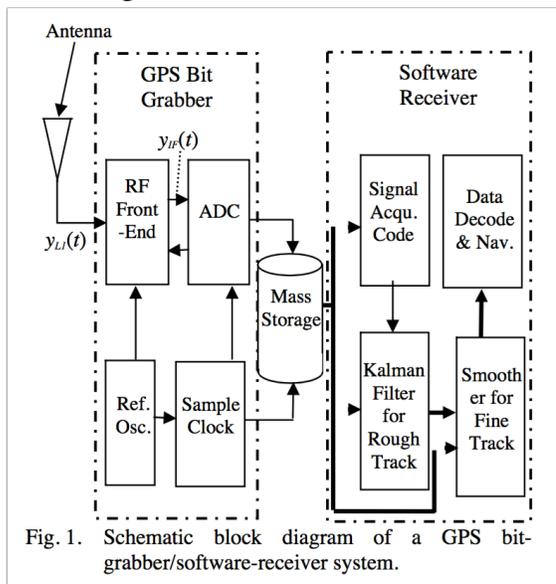 Antenna
GPS Bit
Grabber
Software
Receiver
yIF(t)
RF
Front
-End
ADC
yL1(t)
Signal
Acqu.
Code
Data
Decode
& Nav.
Mass
Storage
Ref.
Osc.
Sample
Clock
Kalman
Filter
for
Rough
Track
Smooth
er for
Fine
Track
Fig. 1. Schematic block diagram of a GPS bit-
grabber/software-receiver system.